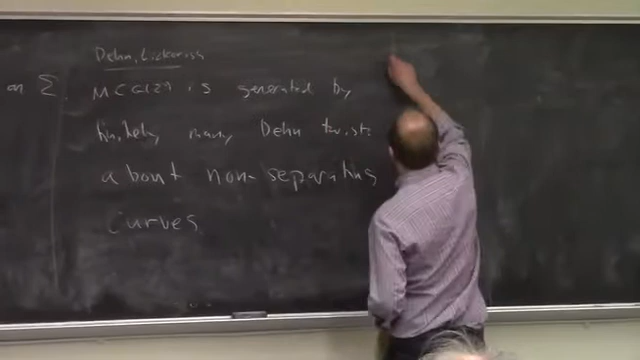 Dehn, Lickorish
on Σ.
MCG(Σ) is generated by
finitely many Dehn twists
about non-separating
curves